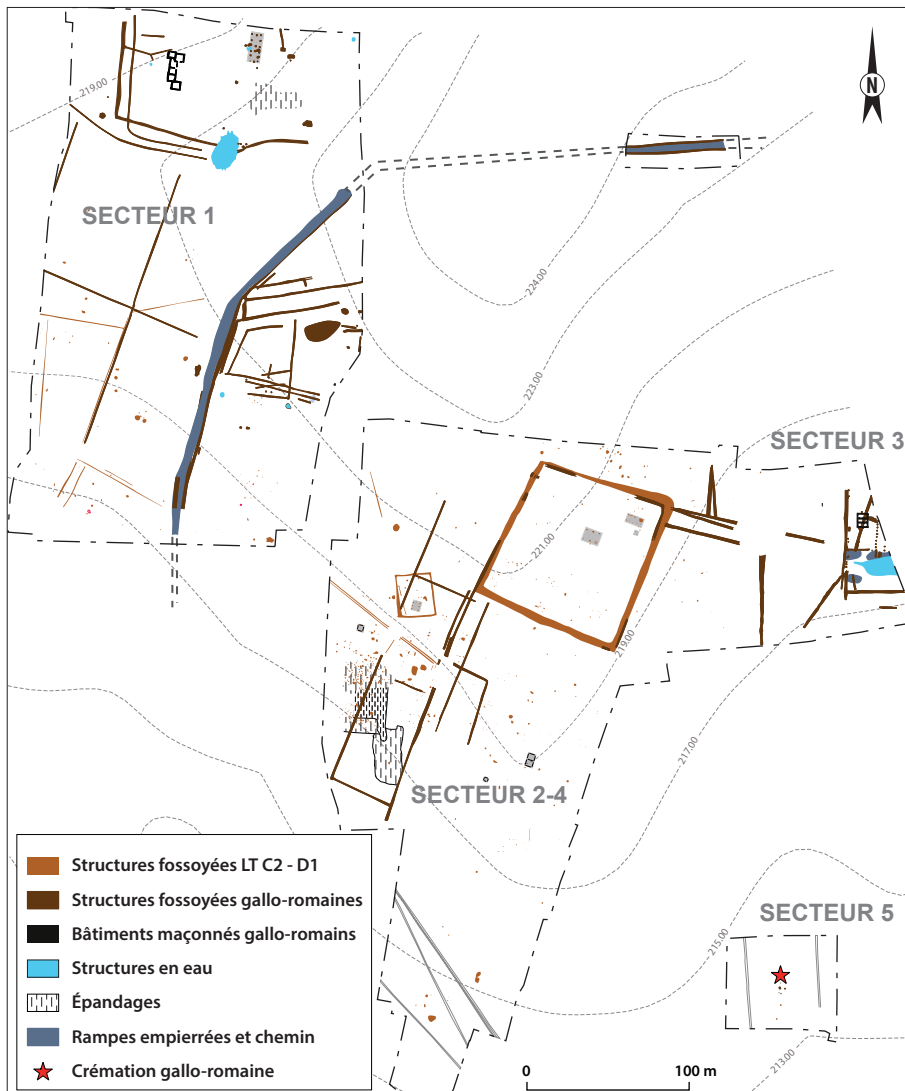 N
219.00
SECTEUR 1
224.00
223.00
SECTEUR 3
221.00
219.00
217.00
SECTEUR 2-4
Structures fossoyées LT C2 - D1
Structures fossoyées gallo-romaines
Bâtiments maçonnés gallo-romains
Structures en eau
Épandages
Rampes empierrées et chemin
Crémation gallo-romaine
SECTEUR 5
215.00
213.00
0 100 m